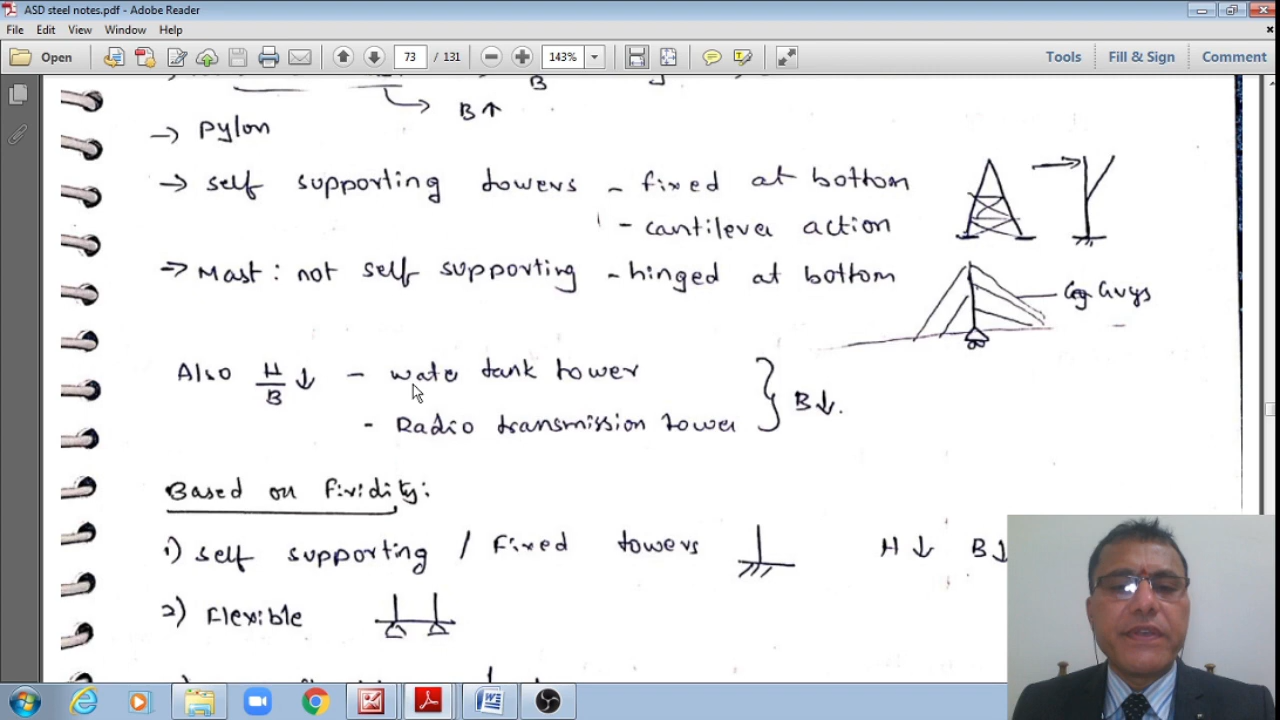 ASD steel notes.pdf - Adobe Reader
File Edit View Window Help
Open 73 / 131 143% Tools Fill & Sign Comment
B
B ↑
→ Pylon
→ self supporting towers - fixed at bottom
- cantilever action
→ Mast : not self supporting - hinged at bottom
Guys
Also H/B ↓ - wate tank tower
- Radio transmission towe
} B↓.
Based on
1) self supporting / Fixed towers H ↓ B↓
2) Flexible